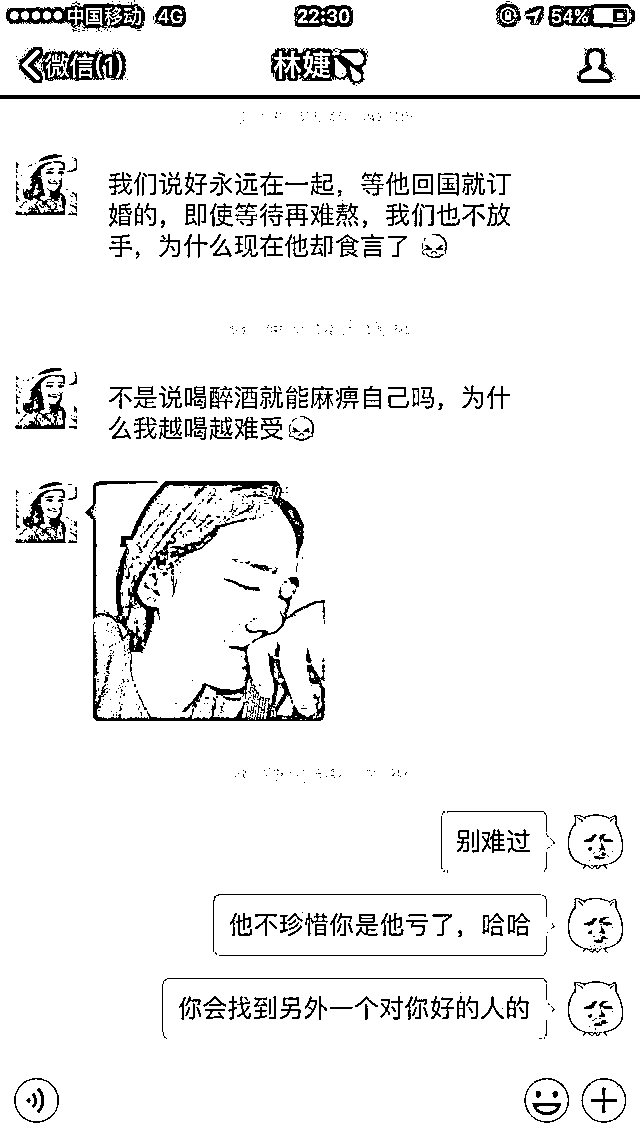 中国移动 4G 22:30 54%
微信(1) 林婕
我们说好永远在一起，等他回国就订
婚的，即使等待再难熬，我们也不放
手，为什么现在他却食言了
不是说喝醉酒就能麻痹自己吗，为什
么我越喝越难受
别难过
他不珍惜你是他亏了，哈哈
你会找到另外一个对你好的人的